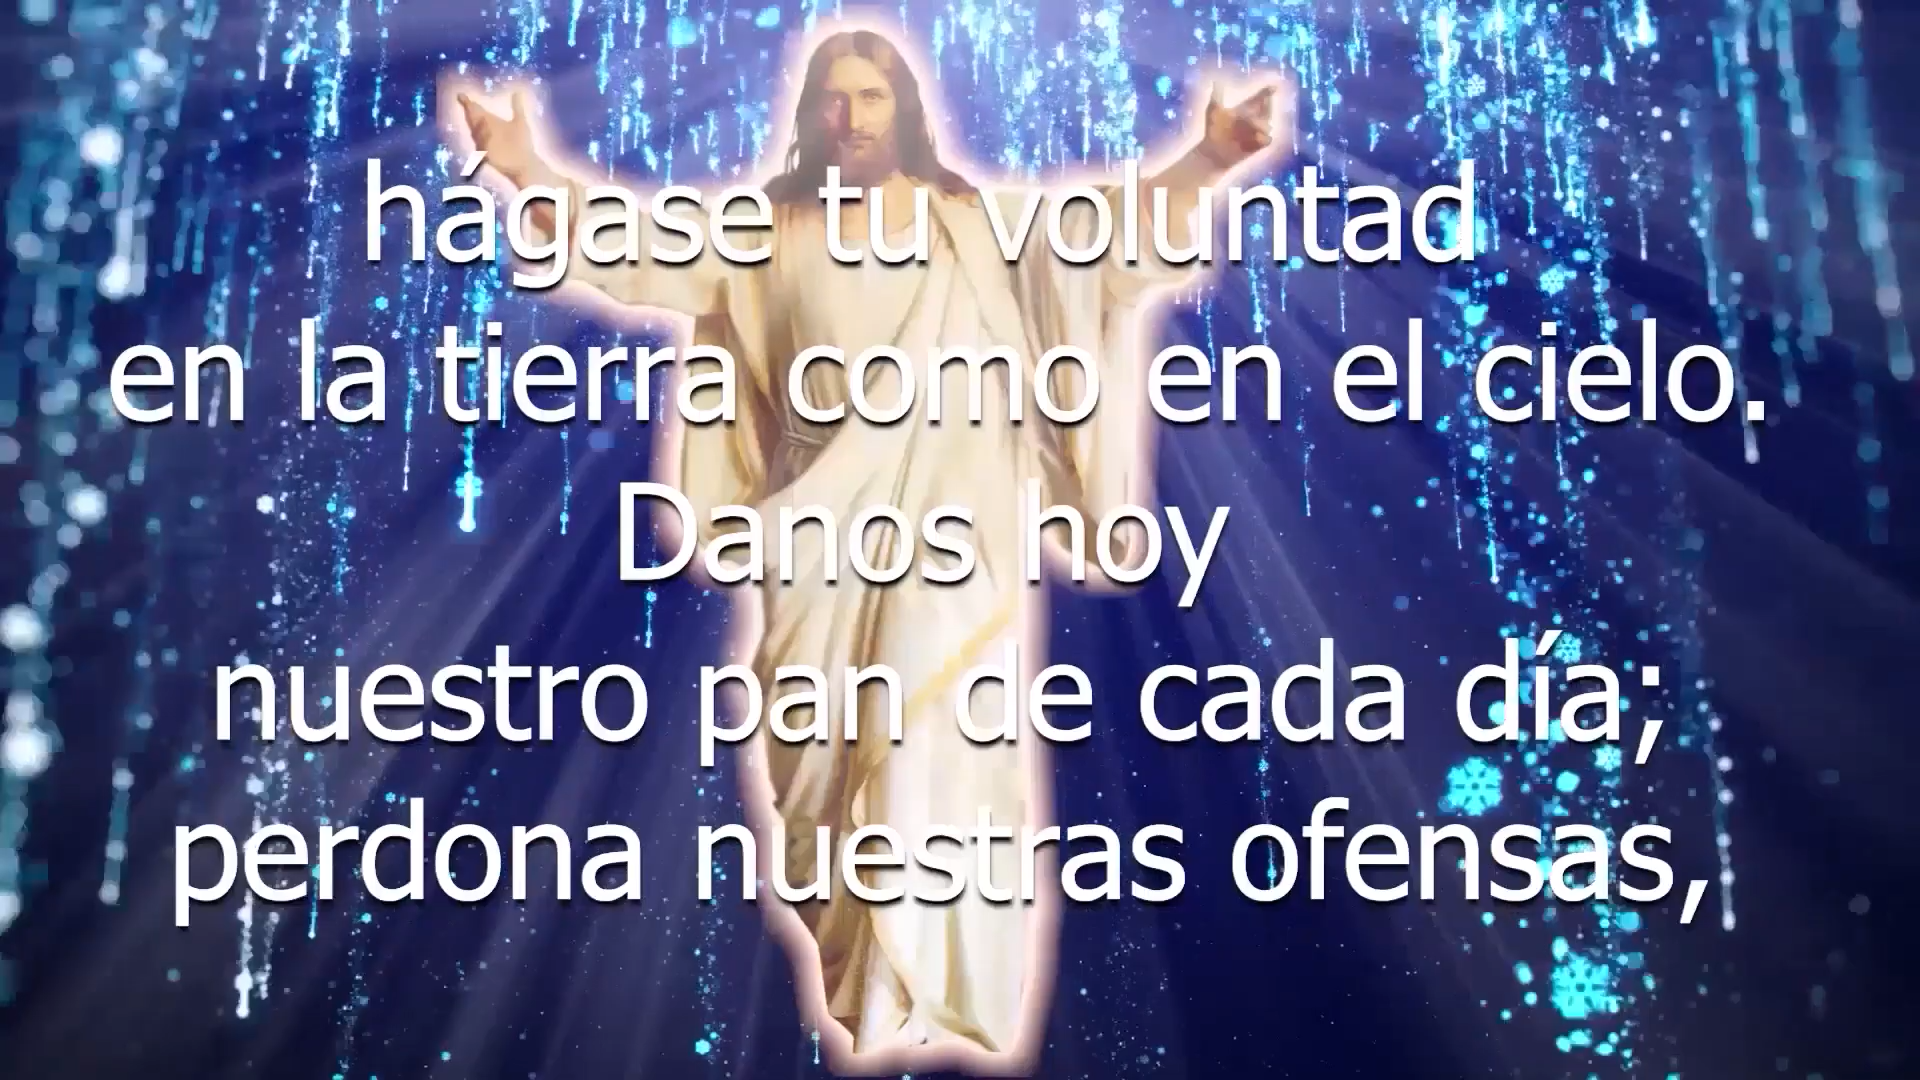 hágase tu voluntad
en la tierra como en el cielo.
Danos hoy
nuestro pan de cada día;
perdona nuestras ofensas,